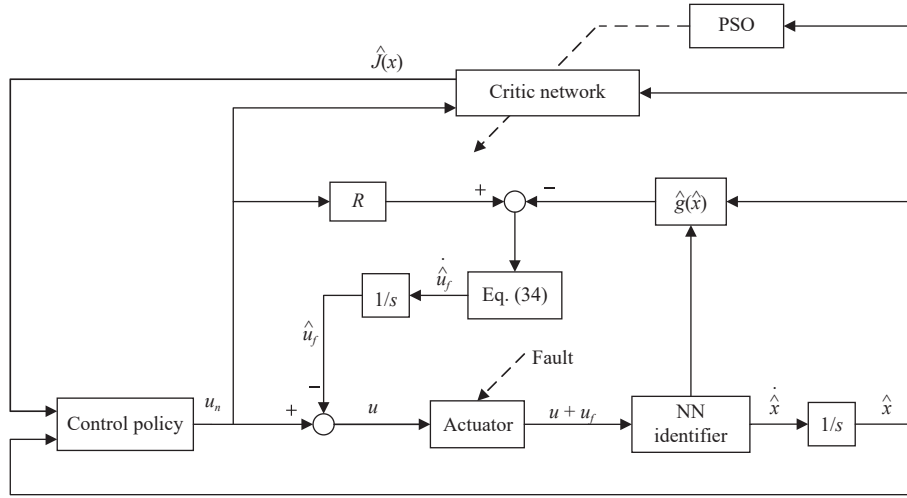 PSO
Ĵ(x)
Critic network
R
+
−
ĝ(x̂)
u̇̂_f
1/s
Eq. (34)
û_f
Fault
−
u_n
+
u
u + u_f
ẋ̂
x̂
Control policy
Actuator
NN
identifier
1/s